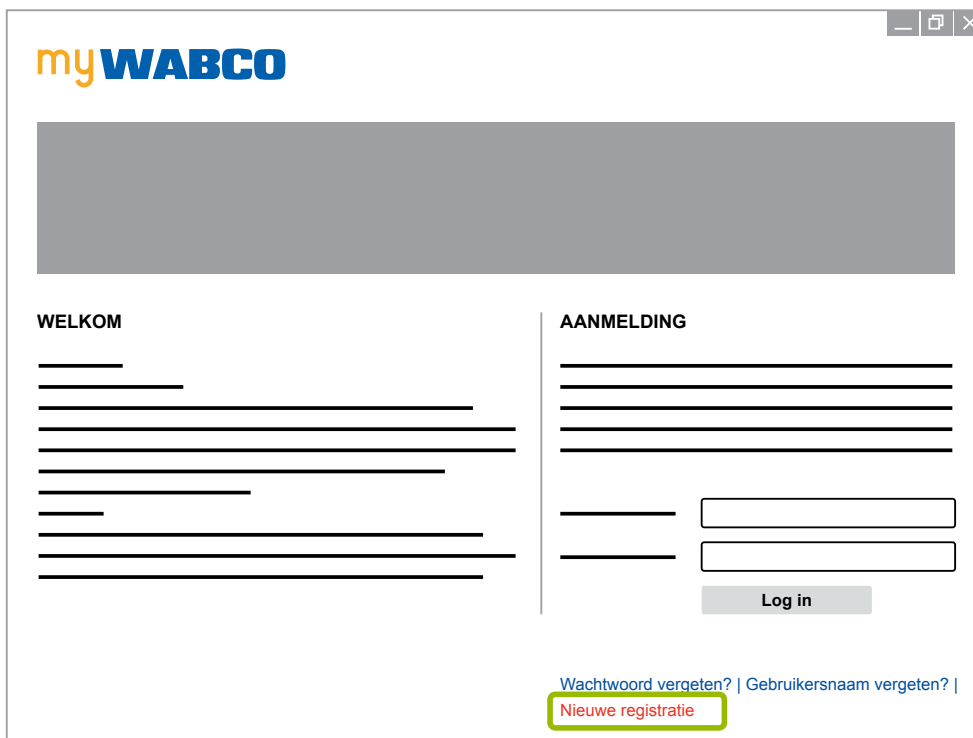 myWABCO
WELKOM
AANMELDING
Log in
Wachtwoord vergeten? | Gebruikersnaam vergeten? |
Nieuwe registratie